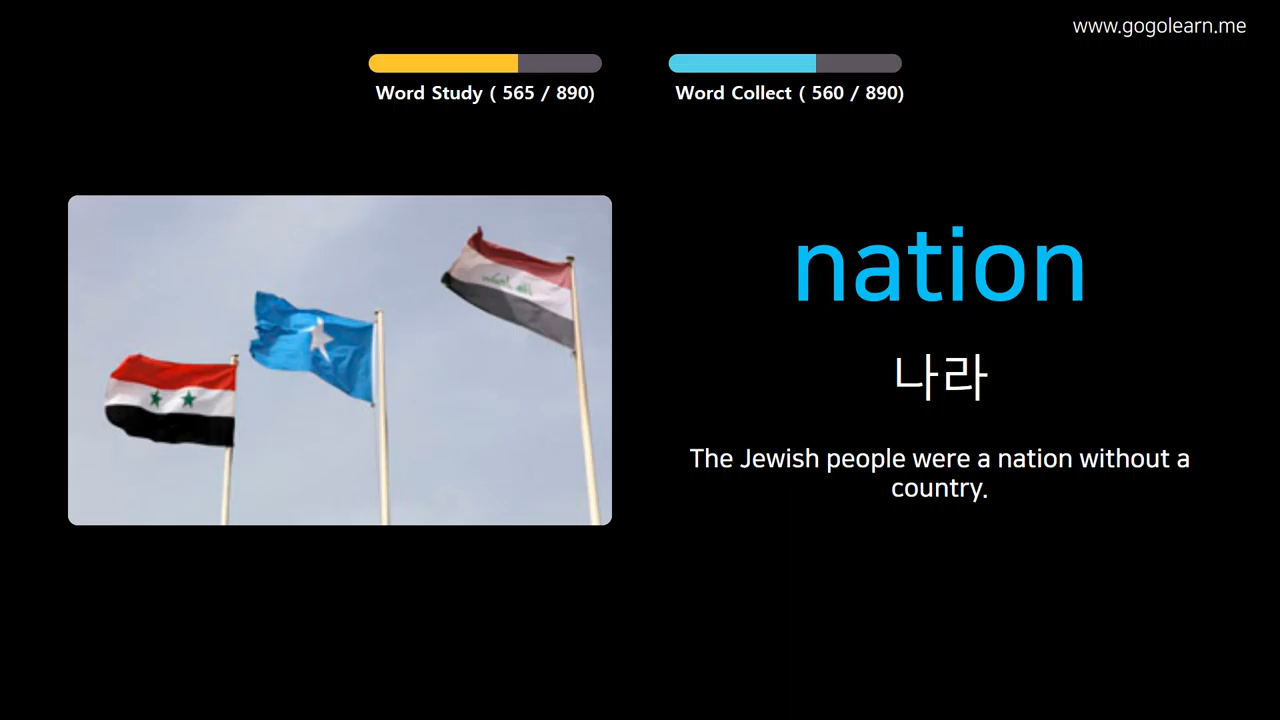 www.gogolearn.me
Word Study ( 565 / 890)
Word Collect ( 560 / 890)
nation
나라
The Jewish people were a nation without a
country.